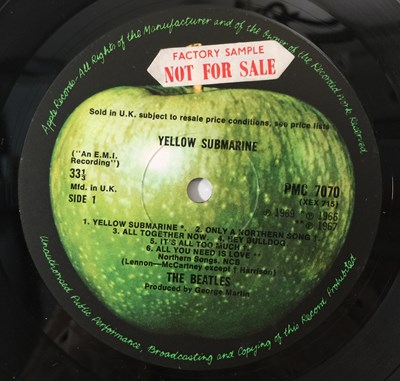 Apple Records · All Rights of the Manufacturer and of the Owner of the Recorded Work Reserved
FACTORY SAMPLE
NOT FOR SALE
Sold in U.K. subject to resale price conditions, see price lists
YELLOW SUBMARINE
("An E.M.I.
Recording")
33⅓
Mfd. in U.K.
SIDE 1
PMC 7070
(XEX 715)
℗ 1969 * ℗ 1966
℗ 1967
1. YELLOW SUBMARINE *. 2. ONLY A NORTHERN SONG †
3. ALL TOGETHER NOW. 4. HEY BULLDOG
5. IT'S ALL TOO MUCH †
6. ALL YOU NEED IS LOVE **
Northern Songs, NCB
(Lennon—McCartney except † Harrison)
THE BEATLES
Produced by George Martin
Unauthorised Public Performance, Broadcasting and Copying of this Record Prohibited